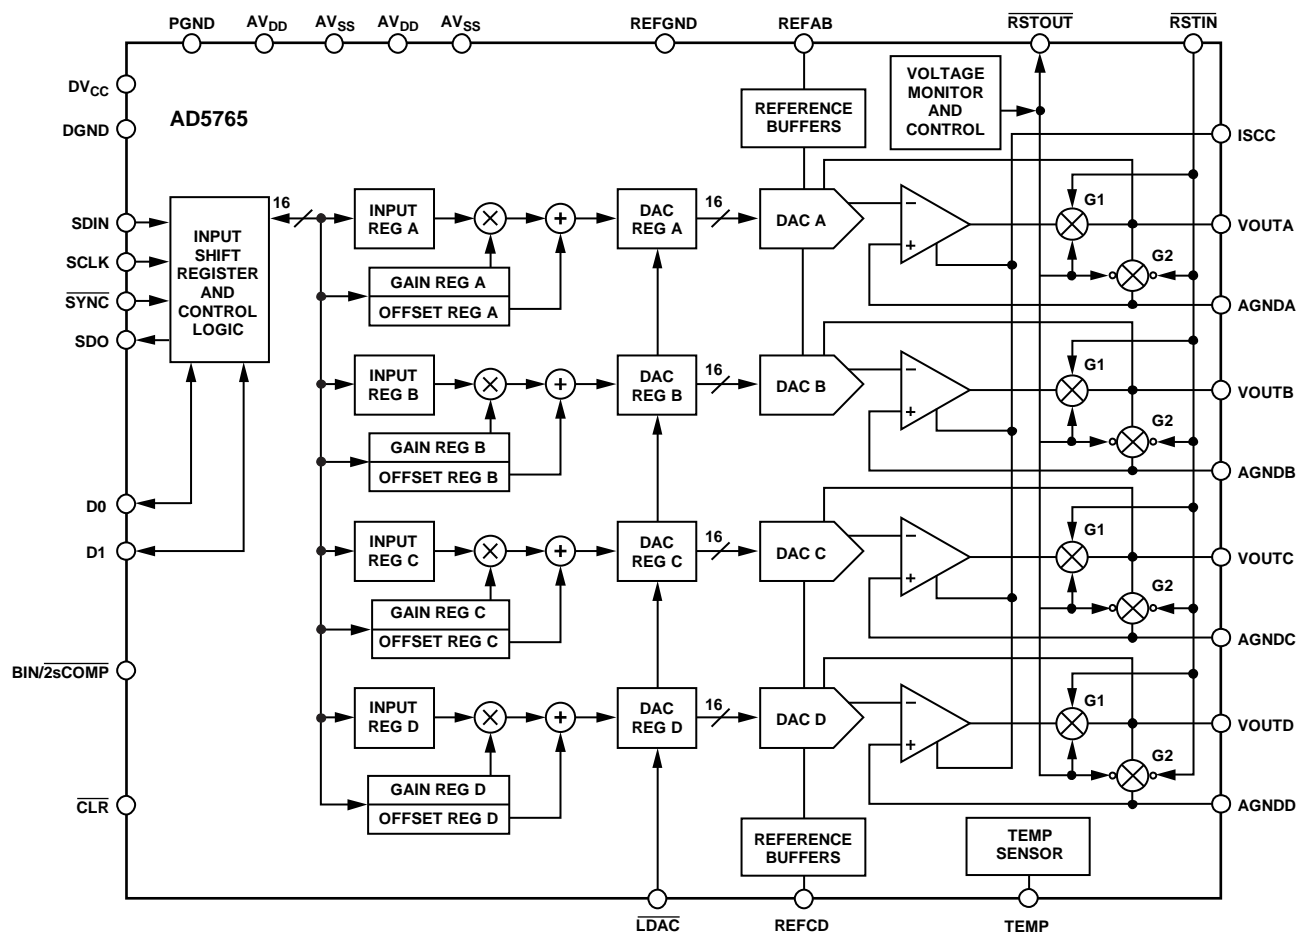 PGND
AVDD
AVSS
AVDD
AVSS
REFGND
REFAB
RSTOUT
RSTIN
DVCC
DGND
AD5765
REFERENCE
BUFFERS
VOLTAGE
MONITOR
AND
CONTROL
ISCC
SDIN
SCLK
SYNC
SDO
INPUT
SHIFT
REGISTER
AND
CONTROL
LOGIC
16
INPUT
REG A
GAIN REG A
OFFSET REG A
×
+
DAC
REG A
16
DAC A
−
+
G1
G2
VOUTA
AGNDA
INPUT
REG B
GAIN REG B
OFFSET REG B
×
+
DAC
REG B
16
DAC B
−
+
G1
G2
VOUTB
AGNDB
D0
D1
INPUT
REG C
GAIN REG C
OFFSET REG C
×
+
DAC
REG C
16
DAC C
−
+
G1
G2
VOUTC
AGNDC
BIN/2sCOMP
INPUT
REG D
GAIN REG D
OFFSET REG D
×
+
DAC
REG D
16
DAC D
−
+
G1
G2
VOUTD
AGNDD
CLR
REFERENCE
BUFFERS
TEMP
SENSOR
LDAC
REFCD
TEMP